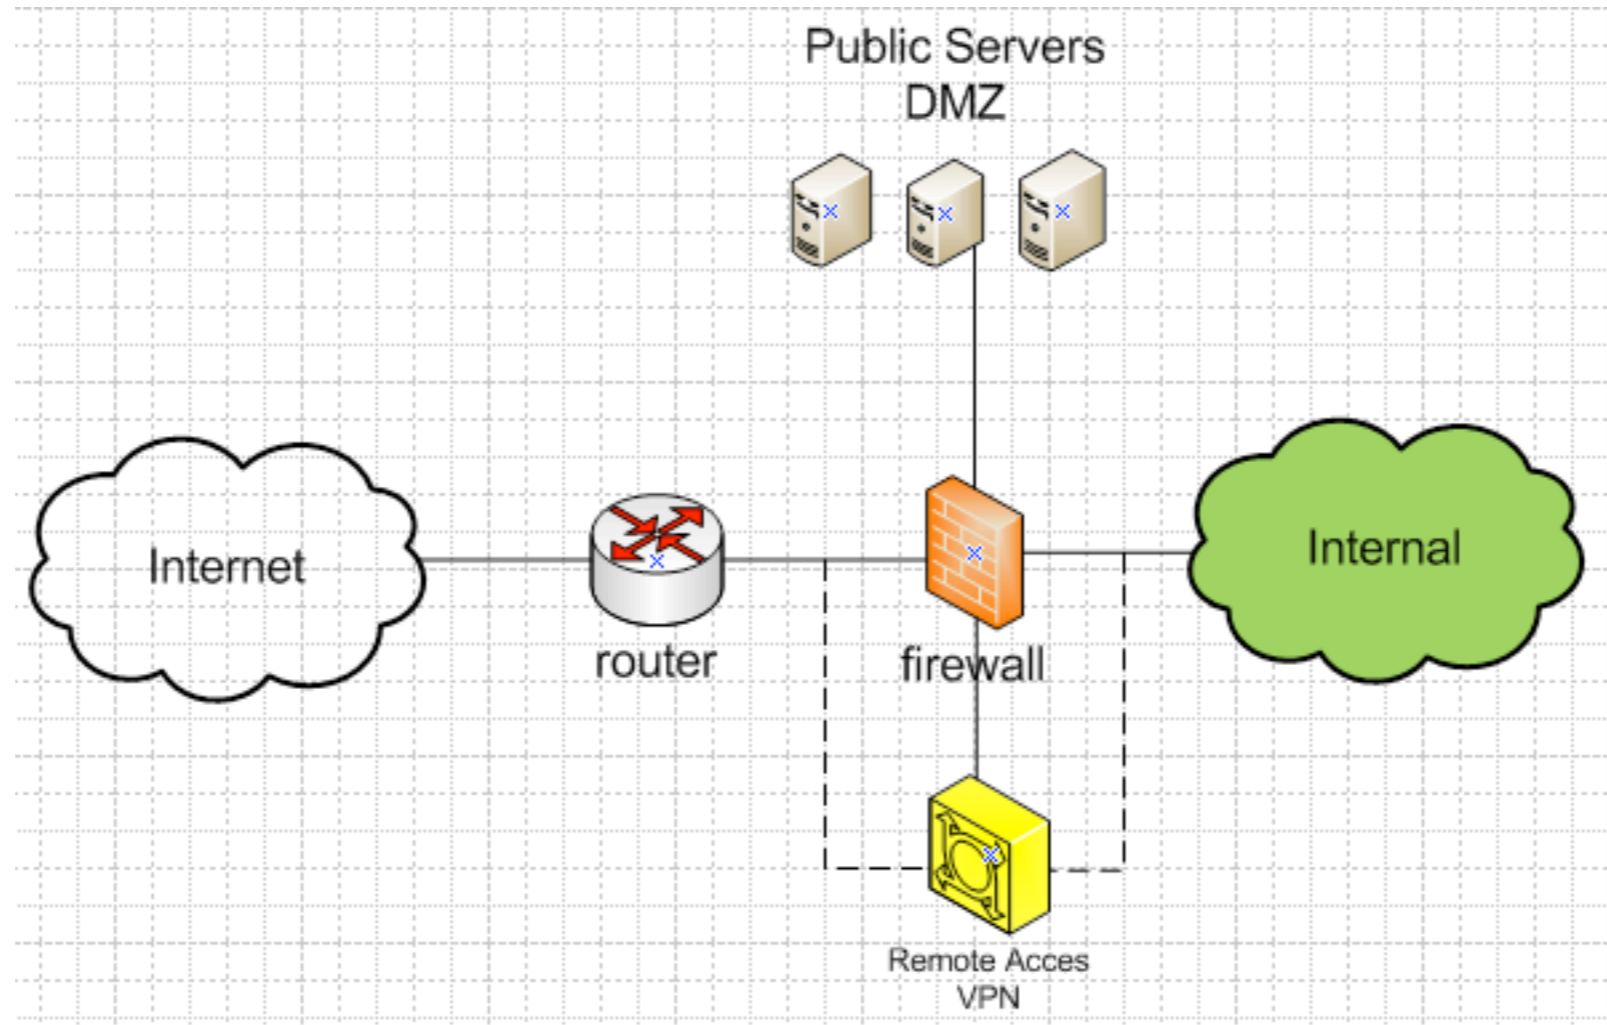 Public Servers
DMZ
Internet
router
firewall
Internal
Remote Acces
VPN